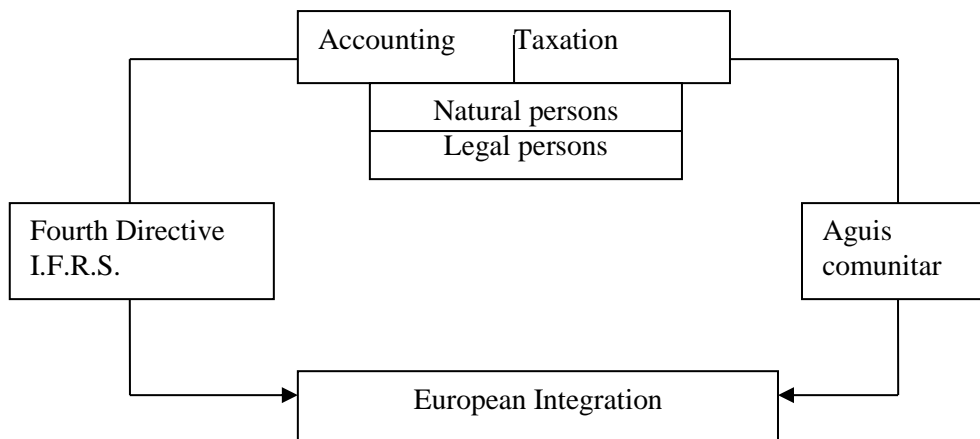 Accounting Taxation
Natural persons
Legal persons
Fourth Directive
I.F.R.S.
Aguis
comunitar
European Integration